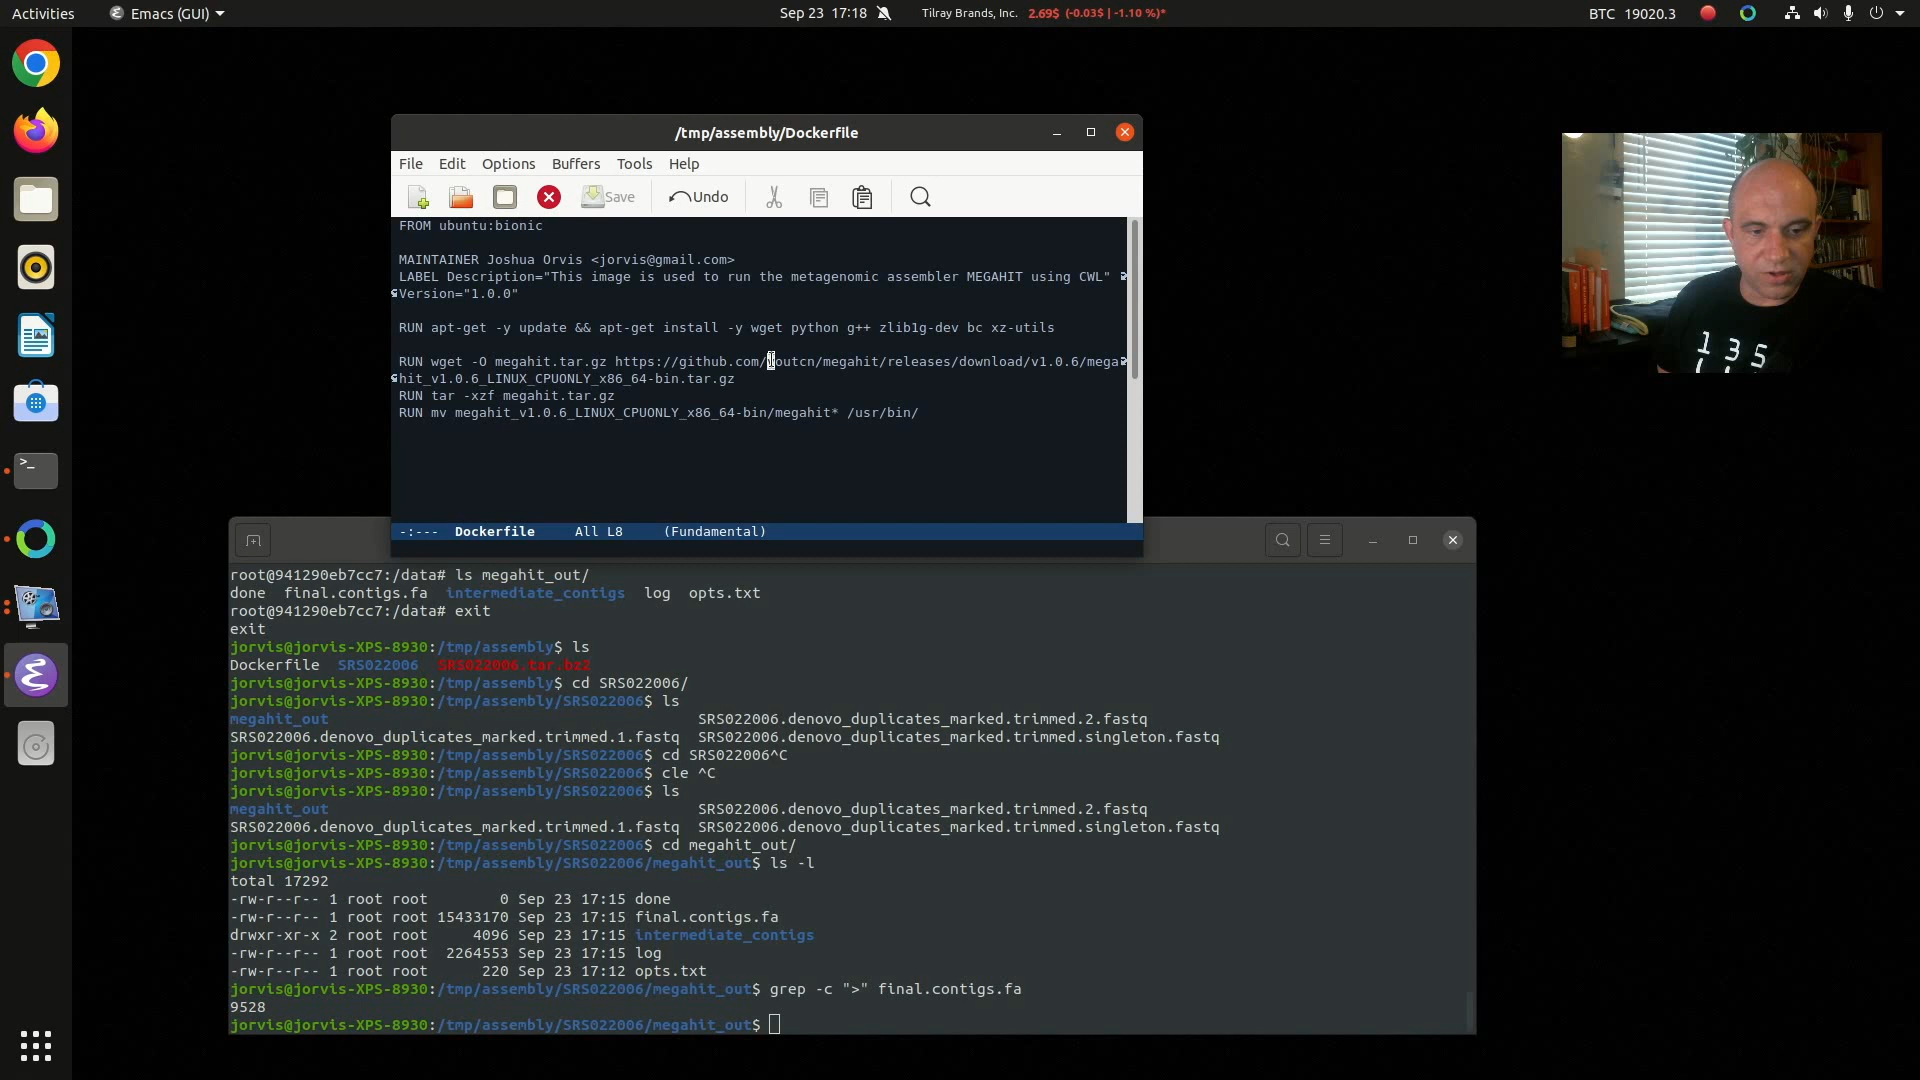 Activities Emacs (GUI) Sep 23 17:18 Tilray Brands, Inc. 2.69$ (-0.03$ | -1.10 %)* BTC 19020.3
/tmp/assembly/Dockerfile
File Edit Options Buffers Tools Help
Save Undo
FROM ubuntu:bionic
MAINTAINER Joshua Orvis <jorvis@gmail.com>
LABEL Description="This image is used to run the metagenomic assembler MEGAHIT using CWL"
Version="1.0.0"
RUN apt-get -y update && apt-get install -y wget python g++ zlib1g-dev bc xz-utils
RUN wget -O megahit.tar.gz https://github.com/voutcn/megahit/releases/download/v1.0.6/mega
hit_v1.0.6_LINUX_CPUONLY_x86_64-bin.tar.gz
RUN tar -xzf megahit.tar.gz
RUN mv megahit_v1.0.6_LINUX_CPUONLY_x86_64-bin/megahit* /usr/bin/
-:--- Dockerfile All L8 (Fundamental)
root@941290eb7cc7:/data# ls megahit_out/
done final.contigs.fa intermediate_contigs log opts.txt
root@941290eb7cc7:/data# exit
exit
jorvis@jorvis-XPS-8930:/tmp/assembly$ ls
Dockerfile SRS022006 SRS022006.tar.bz2
jorvis@jorvis-XPS-8930:/tmp/assembly$ cd SRS022006/
jorvis@jorvis-XPS-8930:/tmp/assembly/SRS022006$ ls
megahit_out SRS022006.denovo_duplicates_marked.trimmed.2.fastq
SRS022006.denovo_duplicates_marked.trimmed.1.fastq SRS022006.denovo_duplicates_marked.trimmed.singleton.fastq
jorvis@jorvis-XPS-8930:/tmp/assembly/SRS022006$ cd SRS022006^C
jorvis@jorvis-XPS-8930:/tmp/assembly/SRS022006$ cle ^C
jorvis@jorvis-XPS-8930:/tmp/assembly/SRS022006$ ls
megahit_out SRS022006.denovo_duplicates_marked.trimmed.2.fastq
SRS022006.denovo_duplicates_marked.trimmed.1.fastq SRS022006.denovo_duplicates_marked.trimmed.singleton.fastq
jorvis@jorvis-XPS-8930:/tmp/assembly/SRS022006$ cd megahit_out/
jorvis@jorvis-XPS-8930:/tmp/assembly/SRS022006/megahit_out$ ls -l
total 17292
-rw-r--r-- 1 root root 0 Sep 23 17:15 done
-rw-r--r-- 1 root root 15433170 Sep 23 17:15 final.contigs.fa
drwxr-xr-x 2 root root 4096 Sep 23 17:15 intermediate_contigs
-rw-r--r-- 1 root root 2264553 Sep 23 17:15 log
-rw-r--r-- 1 root root 220 Sep 23 17:12 opts.txt
jorvis@jorvis-XPS-8930:/tmp/assembly/SRS022006/megahit_out$ grep -c ">" final.contigs.fa
9528
jorvis@jorvis-XPS-8930:/tmp/assembly/SRS022006/megahit_out$
1 3 5